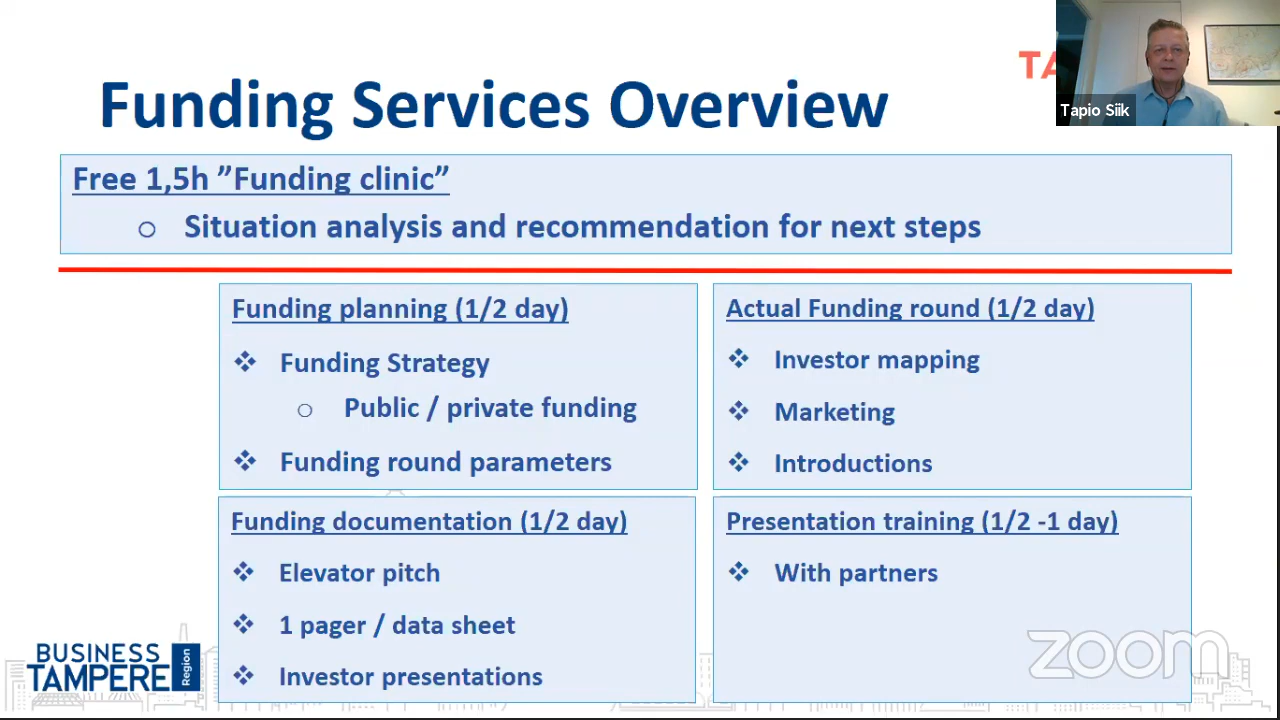 TA
Tapio Siik
Funding Services Overview
Free 1,5h ”Funding clinic”
o Situation analysis and recommendation for next steps
Funding planning (1/2 day)
❖ Funding Strategy
o Public / private funding
❖ Funding round parameters
Actual Funding round (1/2 day)
❖ Investor mapping
❖ Marketing
❖ Introductions
Funding documentation (1/2 day)
❖ Elevator pitch
❖ 1 pager / data sheet
❖ Investor presentations
Presentation training (1/2 -1 day)
❖ With partners
BUSINESS
TAMPERE
Region
zoom